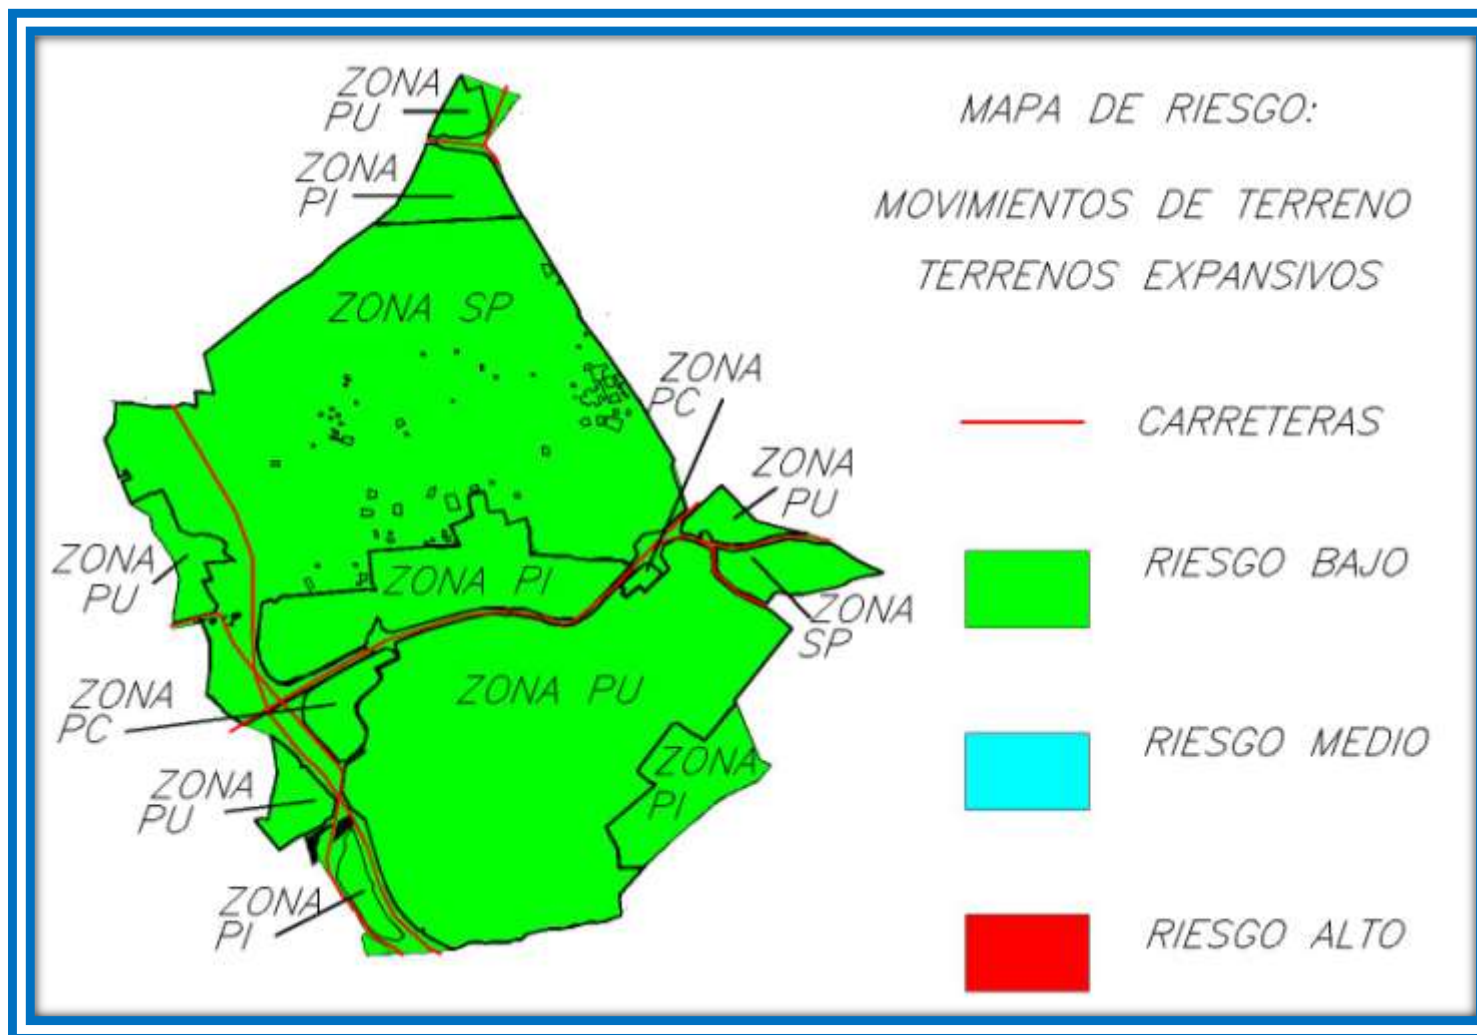 MAPA DE RIESGO:
MOVIMIENTOS DE TERRENO
TERRENOS EXPANSIVOS
CARRETERAS
RIESGO BAJO
RIESGO MEDIO
RIESGO ALTO
ZONA
PU
ZONA
PI
ZONA SP
ZONA
PC
ZONA
PU
ZONA
PU
ZONA PI
ZONA
SP
ZONA
PC
ZONA PU
ZONA
PI
ZONA
PU
ZONA
PI